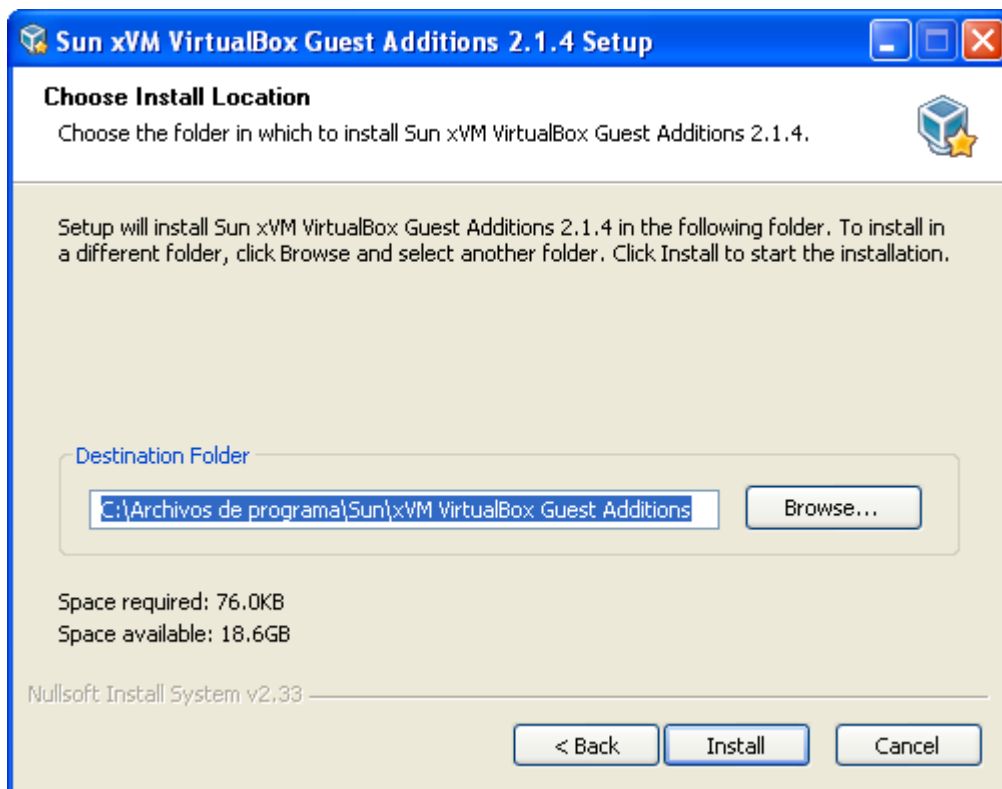 Sun xVM VirtualBox Guest Additions 2.1.4 Setup
Choose Install Location
Choose the folder in which to install Sun xVM VirtualBox Guest Additions 2.1.4.
Setup will install Sun xVM VirtualBox Guest Additions 2.1.4 in the following folder. To install in
a different folder, click Browse and select another folder. Click Install to start the installation.
Destination Folder
C:\Archivos de programa\Sun\xVM VirtualBox Guest Additions
Browse...
Space required: 76.0KB
Space available: 18.6GB
Nullsoft Install System v2.33
< Back
Install
Cancel